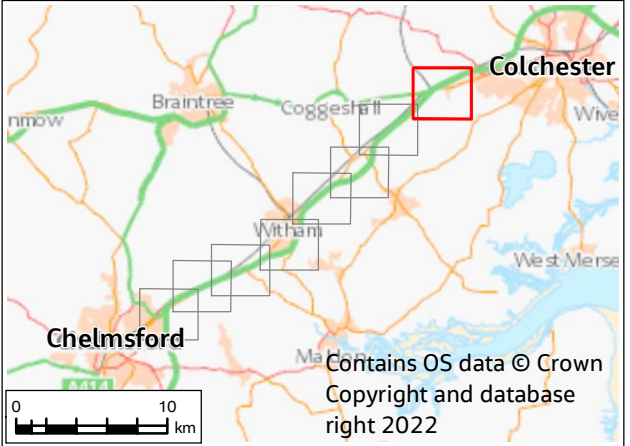 Colchester
Braintree
Coggeshall
nmow
Wive
Witham
West Merse
Chelmsford
Maldon
Contains OS data © Crown
Copyright and database
right 2022
A414
0 10
km